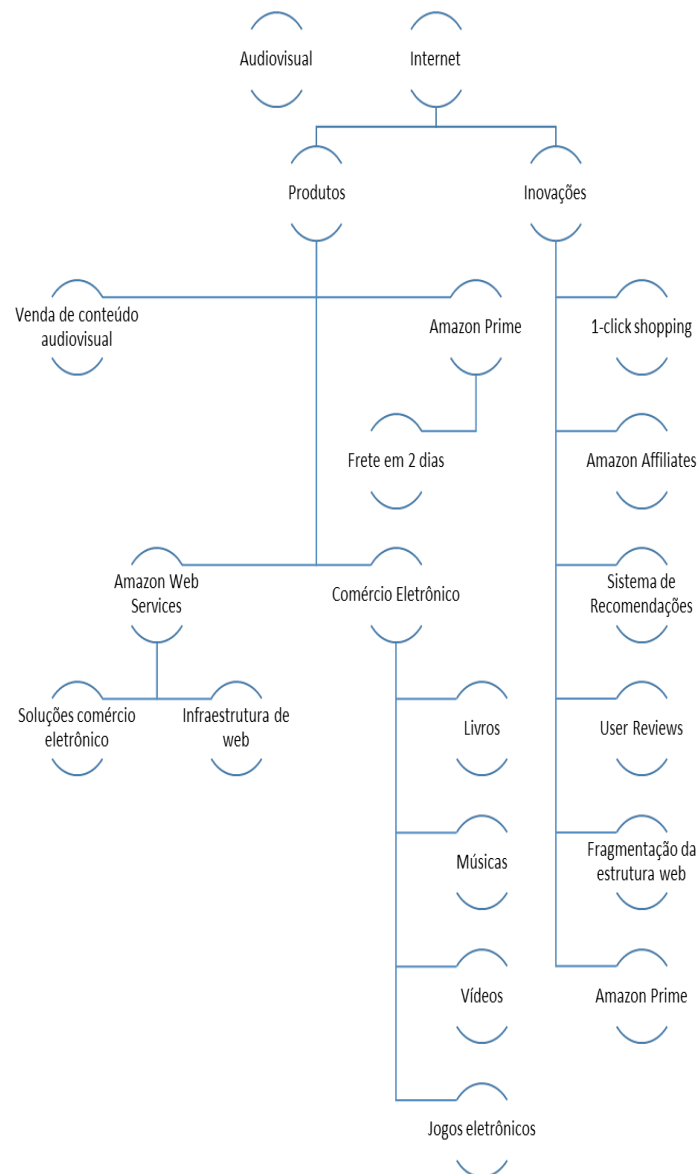 Audiovisual
Internet
Produtos
Inovações
Venda de conteúdo
audiovisual
Amazon Prime
1-click shopping
Frete em 2 dias
Amazon Affiliates
Amazon Web
Services
Comércio Eletrônico
Sistema de
Recomendações
Soluções comércio
eletrônico
Infraestrutura de
web
Livros
User Reviews
Músicas
Fragmentação da
estrutura web
Vídeos
Amazon Prime
Jogos eletrônicos